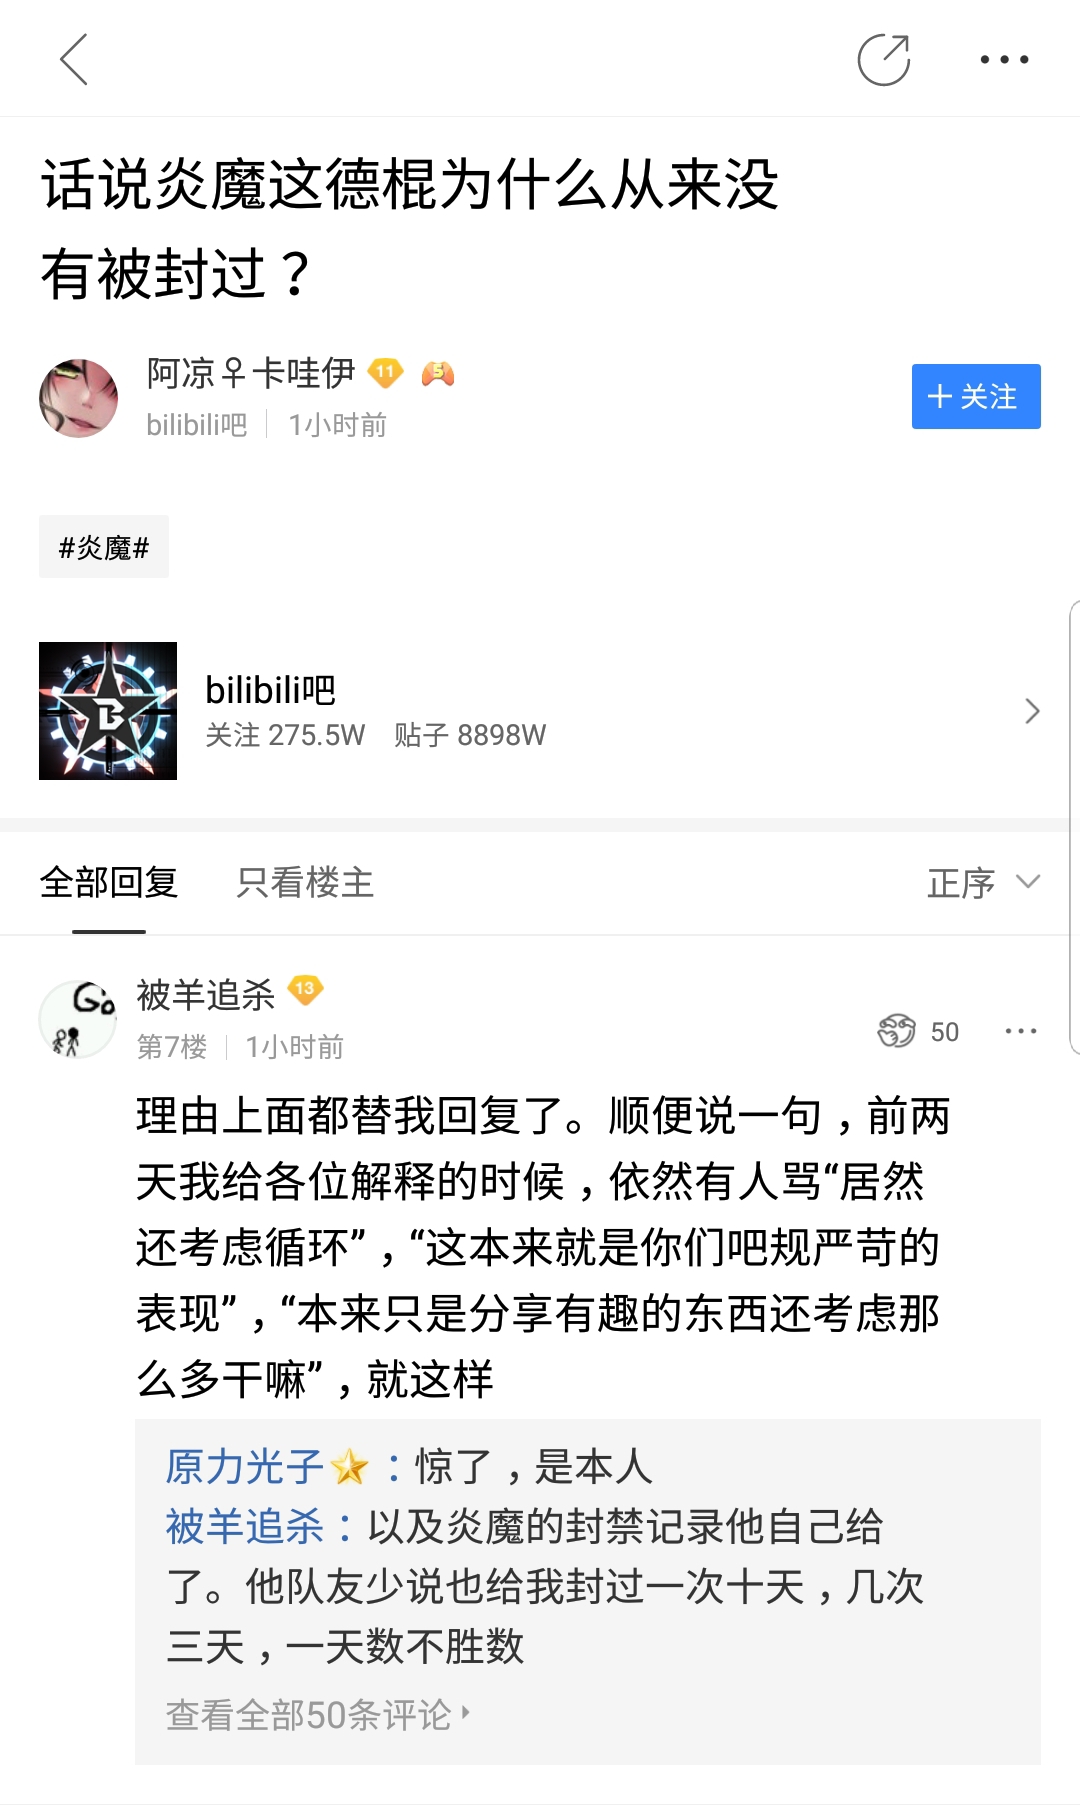 话说炎魔这德棍为什么从来没
有被封过？
阿凉♀卡哇伊 11 5
bilibili吧 1小时前
+ 关注
#炎魔#
B
bilibili吧
关注 275.5W 贴子 8898W
全部回复 只看楼主 正序
Go
被羊追杀 13
第7楼 1小时前
50
理由上面都替我回复了。顺便说一句，前两
天我给各位解释的时候，依然有人骂“居然
还考虑循环”，“这本来就是你们吧规严苛的
表现”，“本来只是分享有趣的东西还考虑那
么多干嘛”，就这样
原力光子⭐：惊了，是本人
被羊追杀：以及炎魔的封禁记录他自己给
了。他队友少说也给我封过一次十天，几次
三天，一天数不胜数
查看全部50条评论